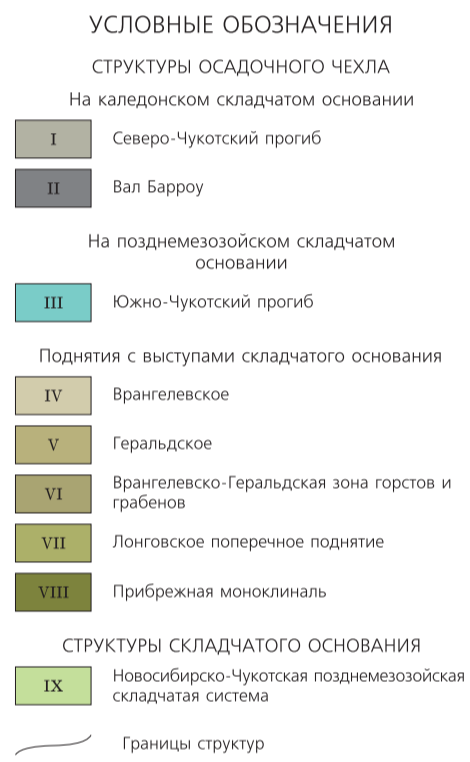 УСЛОВНЫЕ ОБОЗНАЧЕНИЯ
СТРУКТУРЫ ОСАДОЧНОГО ЧЕХЛА
На каледонском складчатом основании
I Северо-Чукотский прогиб
II Вал Барроу
На позднемезозойском складчатом
основании
III Южно-Чукотский прогиб
Поднятия с выступами складчатого основания
IV Врангелевское
V Геральдское
VI Врангелевско-Геральдская зона горстов и
грабенов
VII Лонговское поперечное поднятие
VIII Прибрежная моноклиналь
СТРУКТУРЫ СКЛАДЧАТОГО ОСНОВАНИЯ
IX Новосибирско-Чукотская позднемезозойская
складчатая система
Границы структур